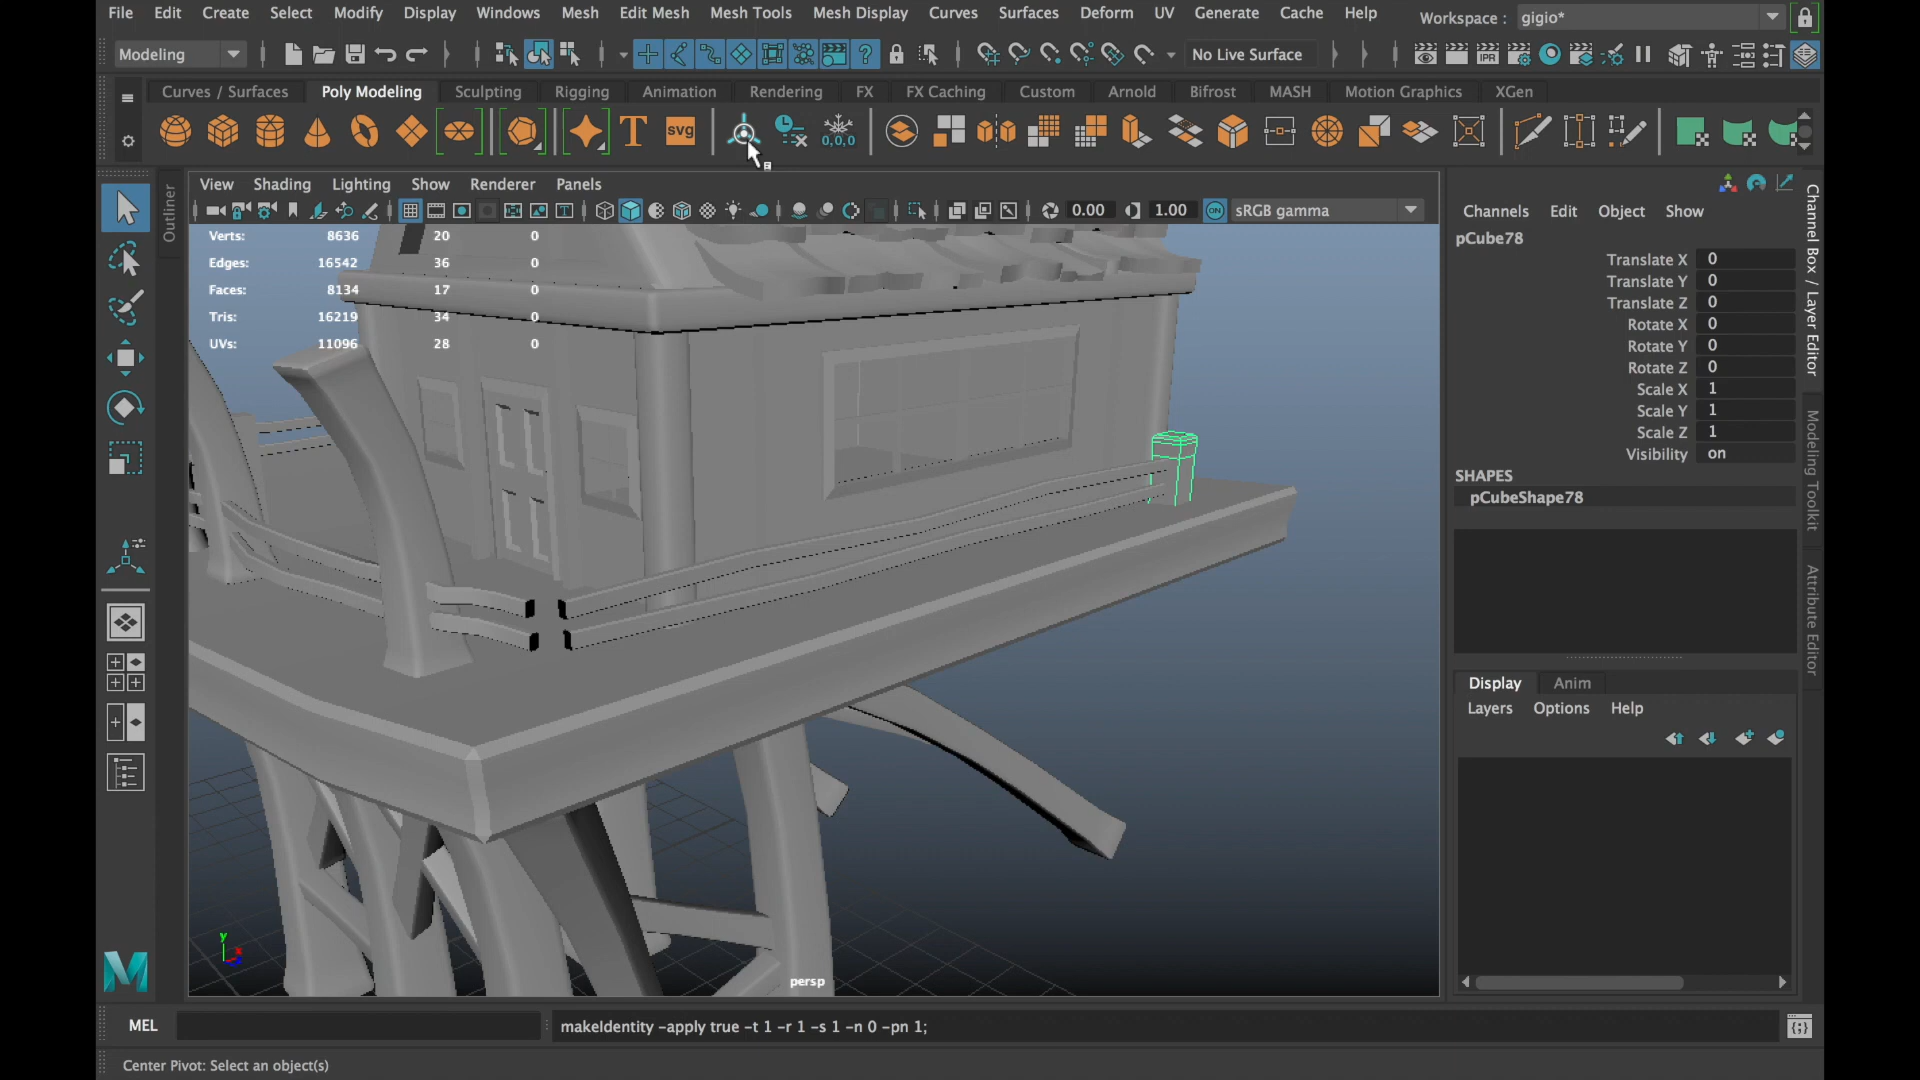 File Edit Create Select Modify Display Windows Mesh Edit Mesh Mesh Tools Mesh Display Curves Surfaces Deform UV Generate Cache Help Workspace : gigio*
Modeling No Live Surface IPR
Curves / Surfaces Poly Modeling Sculpting Rigging Animation Rendering FX FX Caching Custom Arnold Bifrost MASH Motion Graphics XGen
T svg 0,0,0
View Shading Lighting Show Renderer Panels
0.00 1.00 ON sRGB gamma
Outliner
Verts: 8636 20 0
Edges: 16542 36 0
Faces: 8134 17 0
Tris: 16219 34 0
UVs: 11096 28 0
y
persp
Channels Edit Object Show
pCube78
Translate X 0
Translate Y 0
Translate Z 0
Rotate X 0
Rotate Y 0
Rotate Z 0
Scale X 1
Scale Y 1
Scale Z 1
Visibility on
SHAPES
pCubeShape78
Display Anim
Layers Options Help
Channel Box / Layer Editor
Modeling Toolkit
Attribute Editor
M
MEL makeIdentity -apply true -t 1 -r 1 -s 1 -n 0 -pn 1;
Center Pivot: Select an object(s)